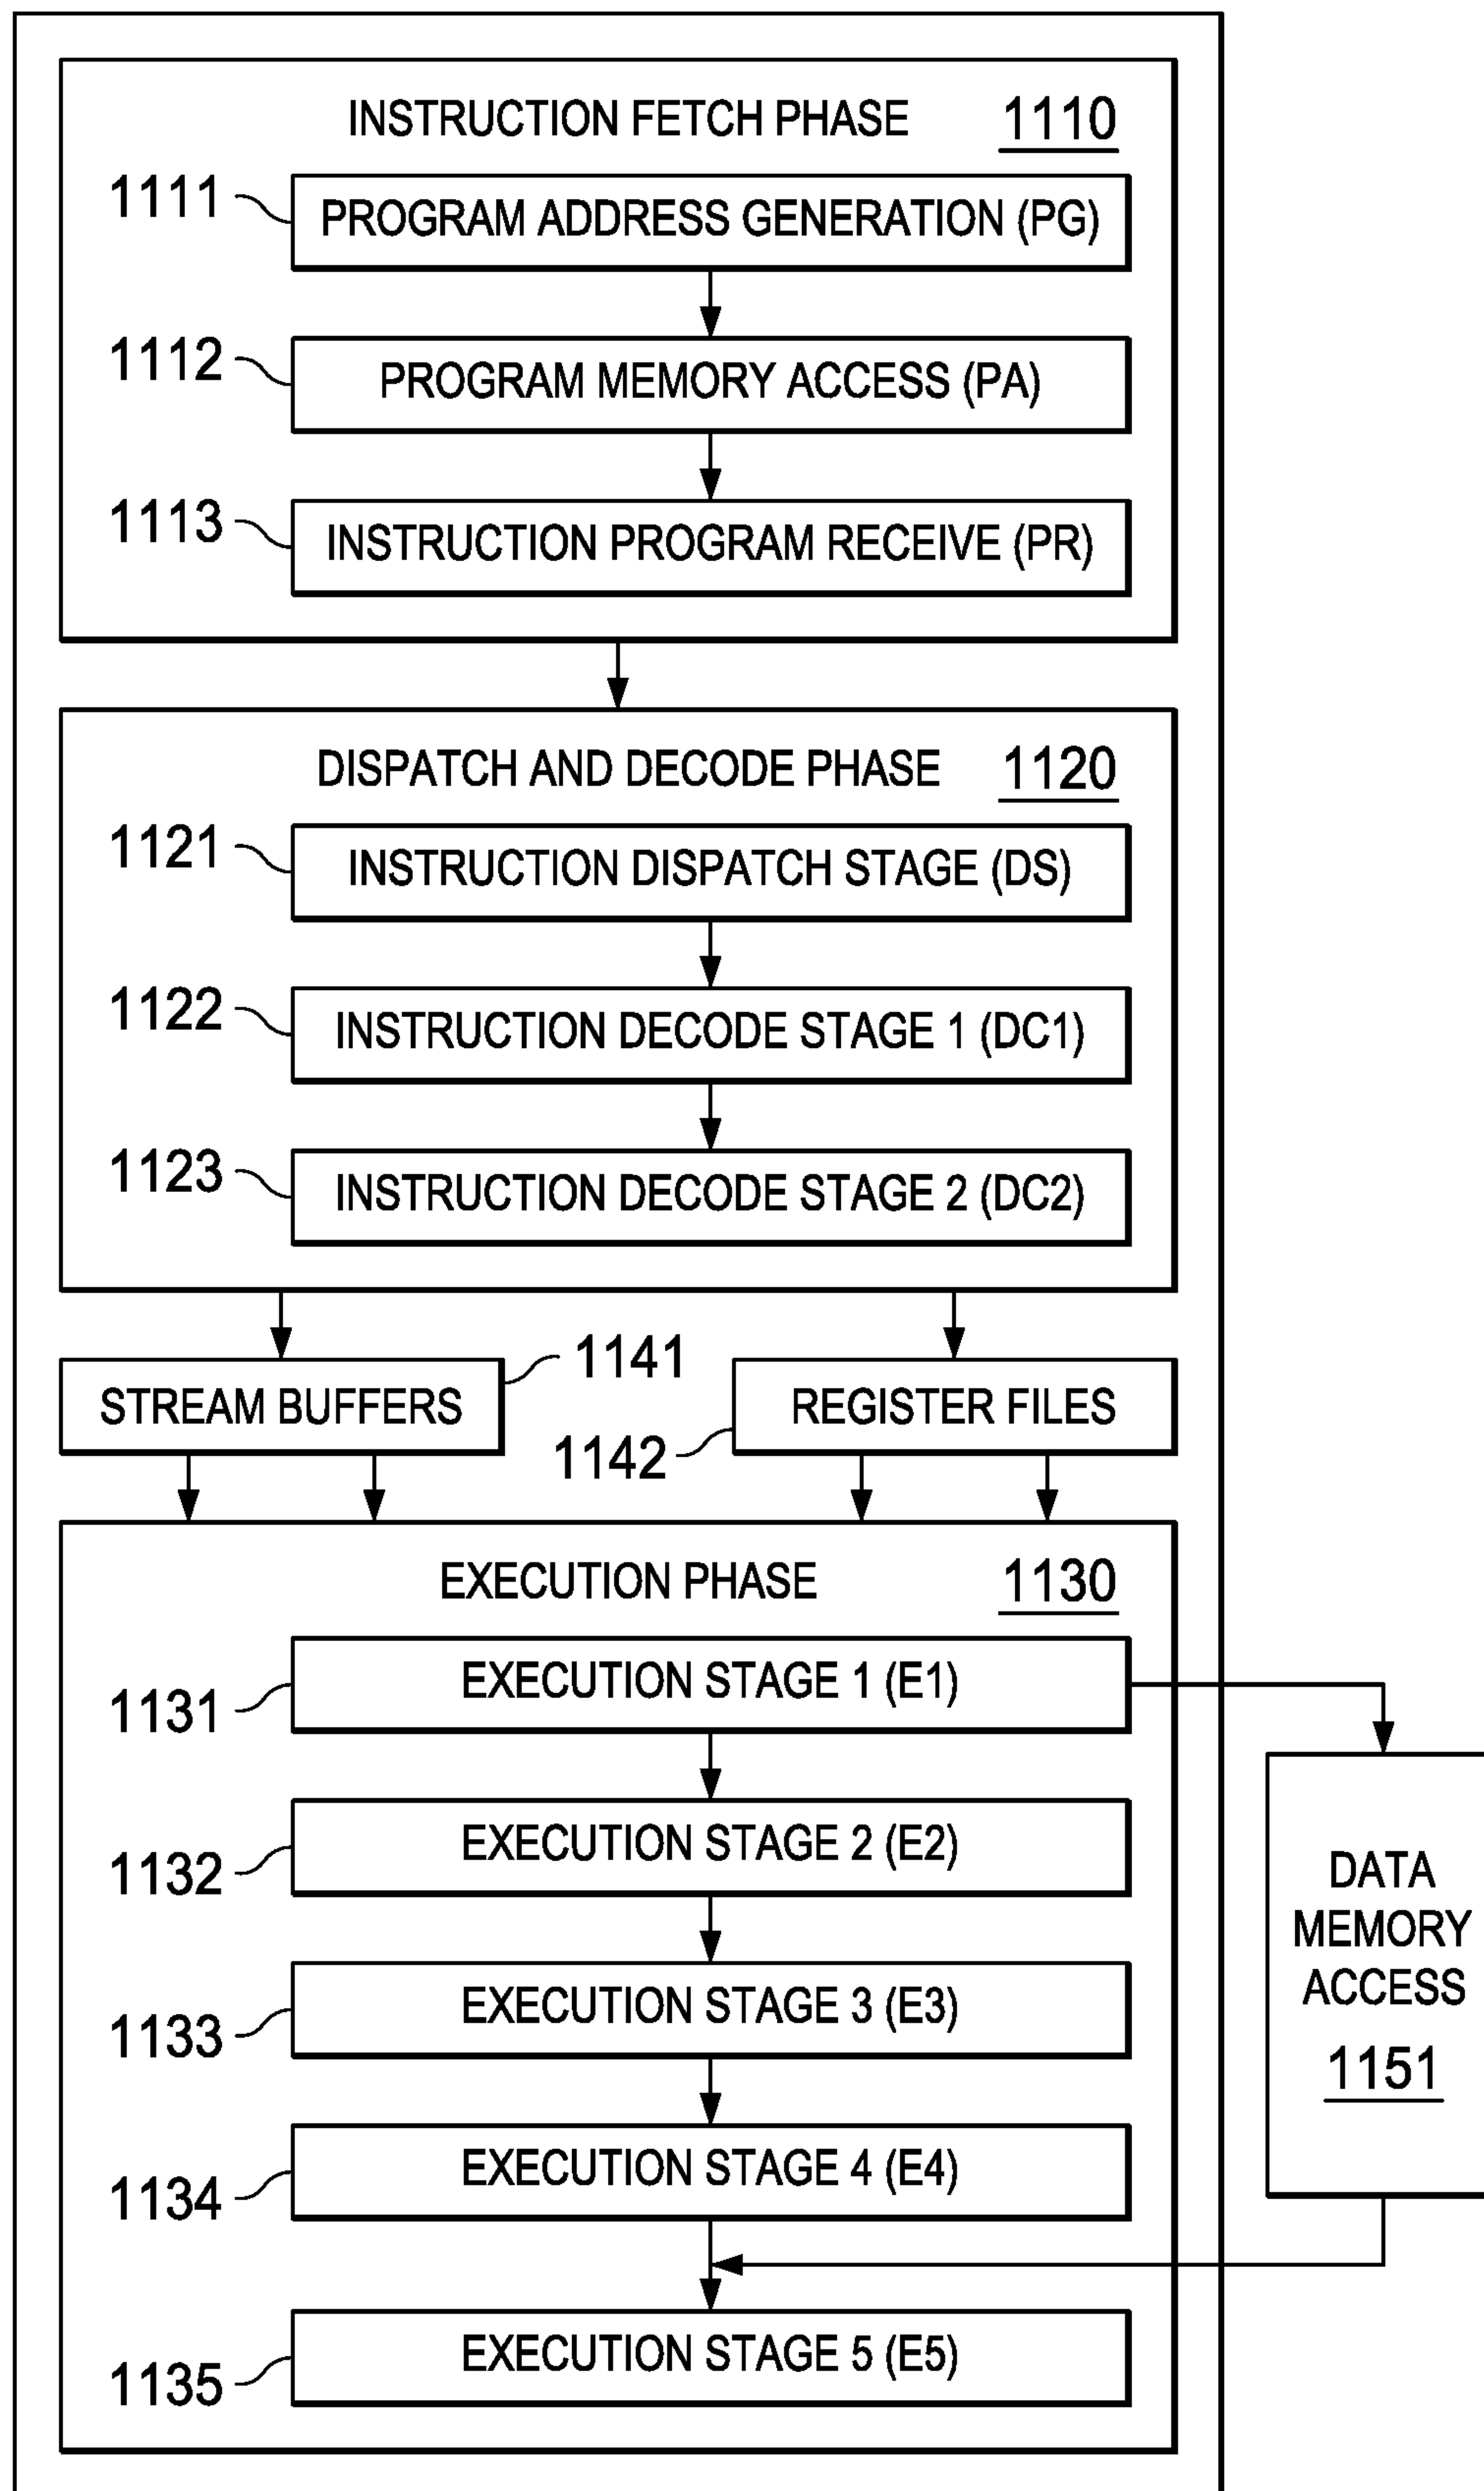 INSTRUCTION FETCH PHASE 1110
1111 PROGRAM ADDRESS GENERATION (PG)
1112 PROGRAM MEMORY ACCESS (PA)
1113 INSTRUCTION PROGRAM RECEIVE (PR)
DISPATCH AND DECODE PHASE 1120
1121 INSTRUCTION DISPATCH STAGE (DS)
1122 INSTRUCTION DECODE STAGE 1 (DC1)
1123 INSTRUCTION DECODE STAGE 2 (DC2)
STREAM BUFFERS 1141
1142 REGISTER FILES
EXECUTION PHASE 1130
1131 EXECUTION STAGE 1 (E1)
1132 EXECUTION STAGE 2 (E2)
1133 EXECUTION STAGE 3 (E3)
1134 EXECUTION STAGE 4 (E4)
1135 EXECUTION STAGE 5 (E5)
DATA
MEMORY
ACCESS
1151